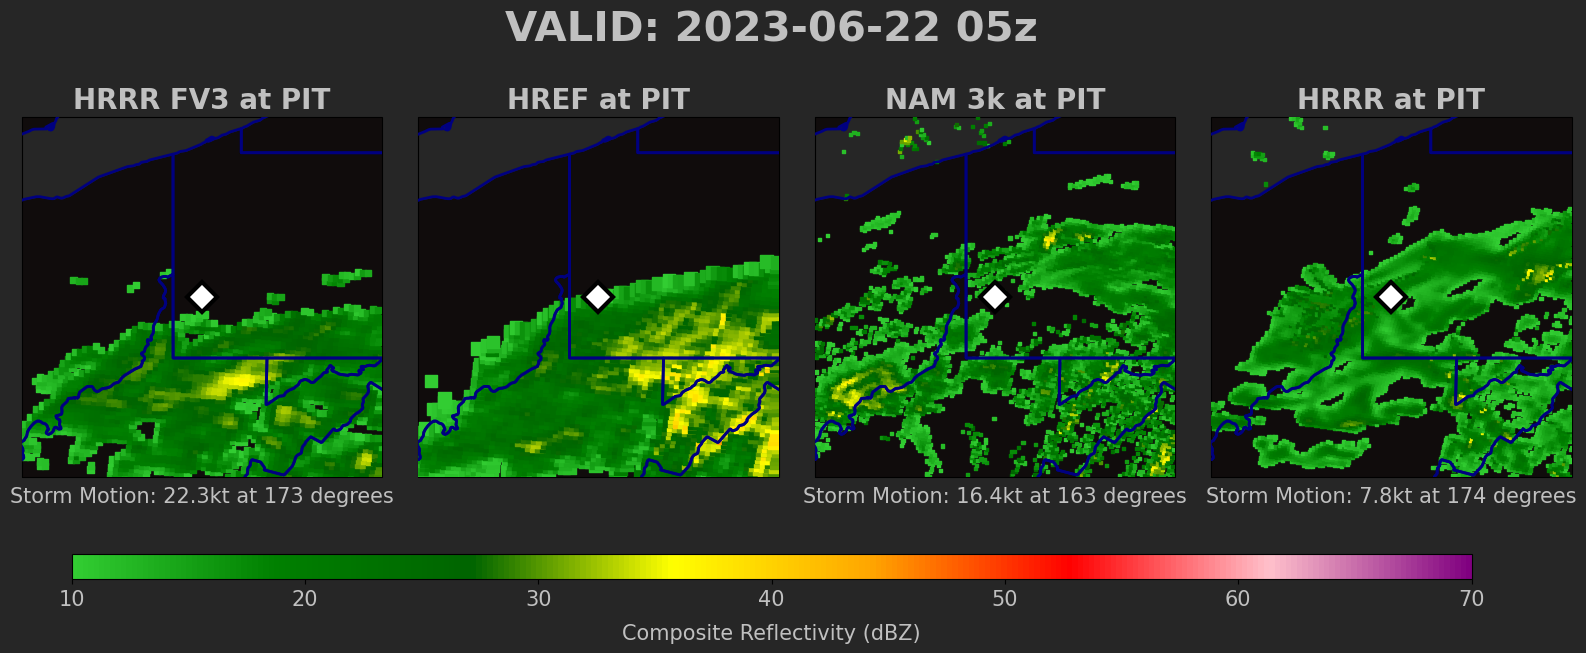 VALID: 2023-06-22 05z
HRRR FV3 at PIT
HREF at PIT
NAM 3k at PIT
HRRR at PIT
Storm Motion: 22.3kt at 173 degrees
Storm Motion: 16.4kt at 163 degrees
Storm Motion: 7.8kt at 174 degrees
10 20 30 40 50 60 70
Composite Reflectivity (dBZ)